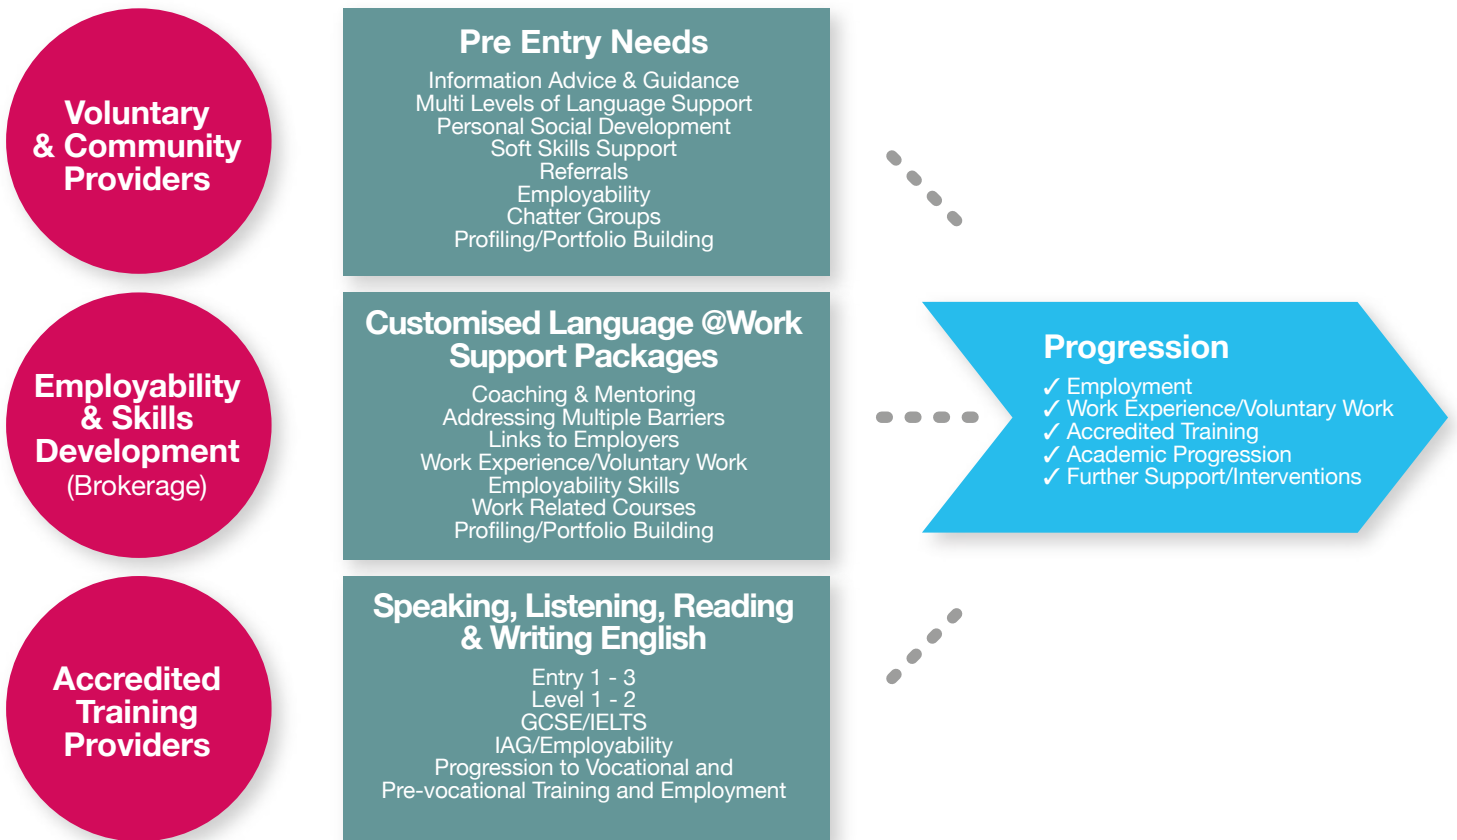 Voluntary
& Community
Providers
Pre Entry Needs
Information Advice & Guidance
Multi Levels of Language Support
Personal Social Development
Soft Skills Support
Referrals
Employability
Chatter Groups
Profiling/Portfolio Building
Employability
& Skills
Development
(Brokerage)
Customised Language @Work
Support Packages
Coaching & Mentoring
Addressing Multiple Barriers
Links to Employers
Work Experience/Voluntary Work
Employability Skills
Work Related Courses
Profiling/Portfolio Building
Accredited
Training
Providers
Speaking, Listening, Reading
& Writing English
Entry 1 - 3
Level 1 - 2
GCSE/IELTS
IAG/Employability
Progression to Vocational and
Pre-vocational Training and Employment
Progression
✓ Employment
✓ Work Experience/Voluntary Work
✓ Accredited Training
✓ Academic Progression
✓ Further Support/Interventions